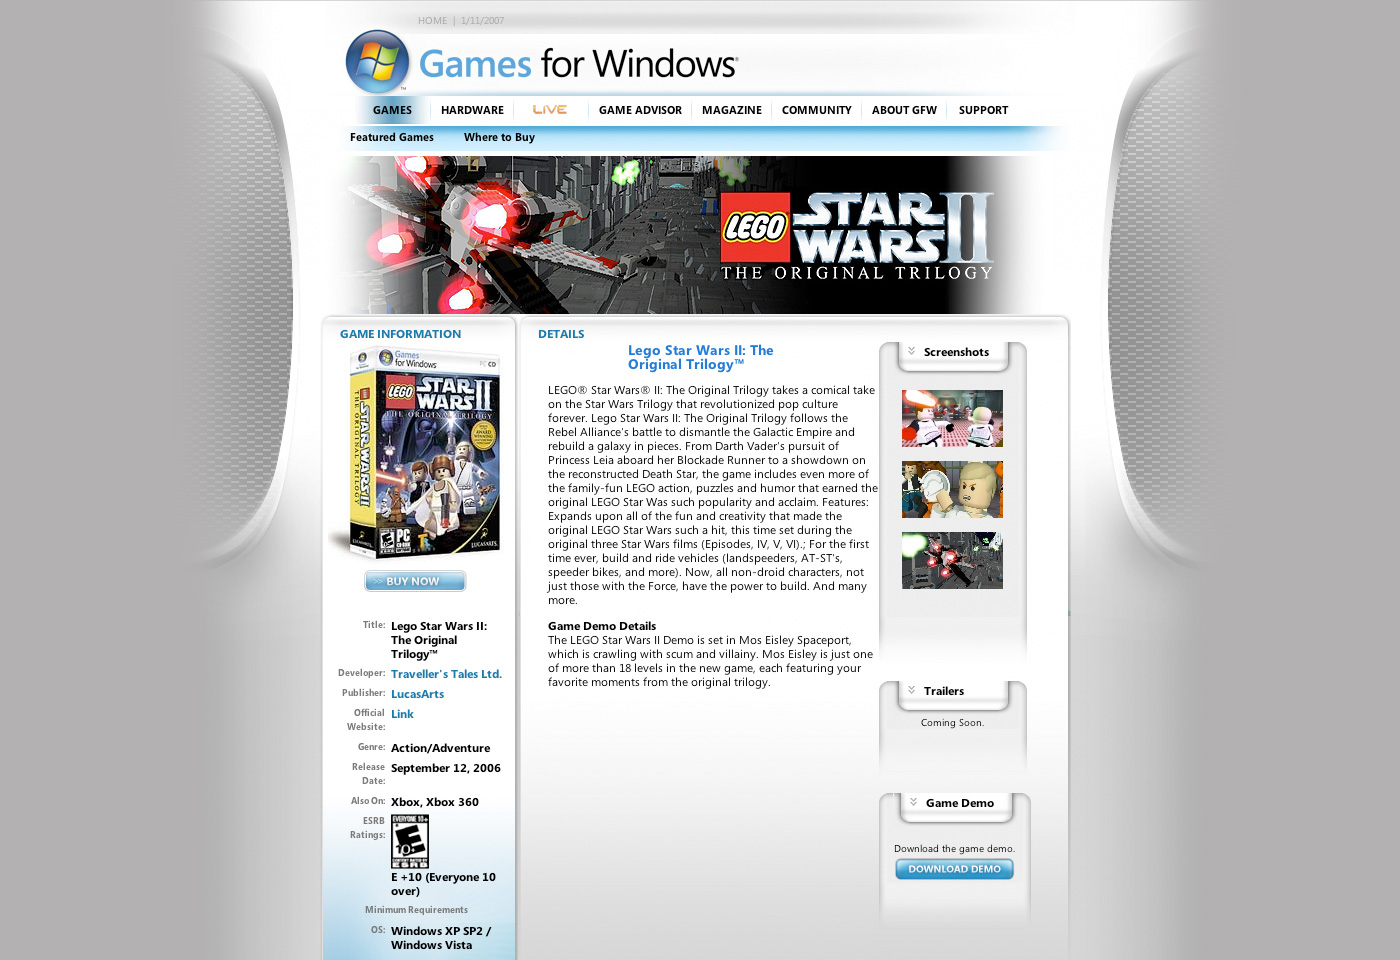 HOME | 1/11/2007
Games for Windows
GAMES
HARDWARE
LIVE
GAME ADVISOR
MAGAZINE
COMMUNITY
ABOUT GFW
SUPPORT
Featured Games
Where to Buy
LEGO STAR WARS II
THE ORIGINAL TRILOGY
GAME INFORMATION
Games for Windows
PC CD
LEGO STAR WARS II
THE ORIGINAL TRILOGY
LEGO STAR WARS II
THE ORIGINAL TRILOGY
PC
LUCASARTS
BUY NOW
Title: Lego Star Wars II:
The Original
Trilogy™
Developer: Traveller's Tales Ltd.
Publisher: LucasArts
Official Website: Link
Genre: Action/Adventure
Release Date: September 12, 2006
Also On: Xbox, Xbox 360
ESRB Ratings:
EVERYONE 10+
E 10+
CONTENT RATED BY
ESRB
E +10 (Everyone 10
over)
Minimum Requirements
OS: Windows XP SP2 /
Windows Vista
DETAILS
Lego Star Wars II: The
Original Trilogy™
LEGO® Star Wars® II: The Original Trilogy takes a comical take
on the Star Wars Trilogy that revolutionized pop culture
forever. Lego Star Wars II: The Original Trilogy follows the
Rebel Alliance's battle to dismantle the Galactic Empire and
rebuild a galaxy in pieces. From Darth Vader's pursuit of
Princess Leia aboard her Blockade Runner to a showdown on
the reconstructed Death Star, the game includes even more of
the family-fun LEGO action, puzzles and humor that earned the
original LEGO Star Was such popularity and acclaim. Features:
Expands upon all of the fun and creativity that made the
original LEGO Star Wars such a hit, this time set during the
original three Star Wars films (Episodes, IV, V, VI).; For the first
time ever, build and ride vehicles (landspeeders, AT-ST's,
speeder bikes, and more). Now, all non-droid characters, not
just those with the Force, have the power to build. And many
more.
Game Demo Details
The LEGO Star Wars II Demo is set in Mos Eisley Spaceport,
which is crawling with scum and villainy. Mos Eisley is just one
of more than 18 levels in the new game, each featuring your
favorite moments from the original trilogy.
Screenshots
Trailers
Coming Soon.
Game Demo
Download the game demo.
DOWNLOAD DEMO